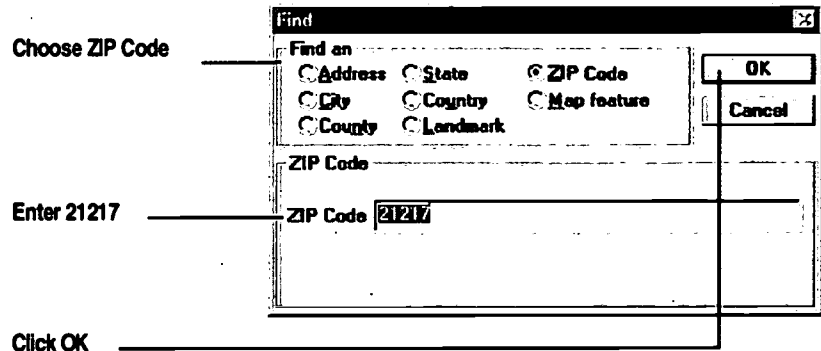 Find
Choose ZIP Code
Find an
Address State ZIP Code OK
City Country Map feature Cancel
County Landmark
ZIP Code
Enter 21217
ZIP Code 21217
Click OK